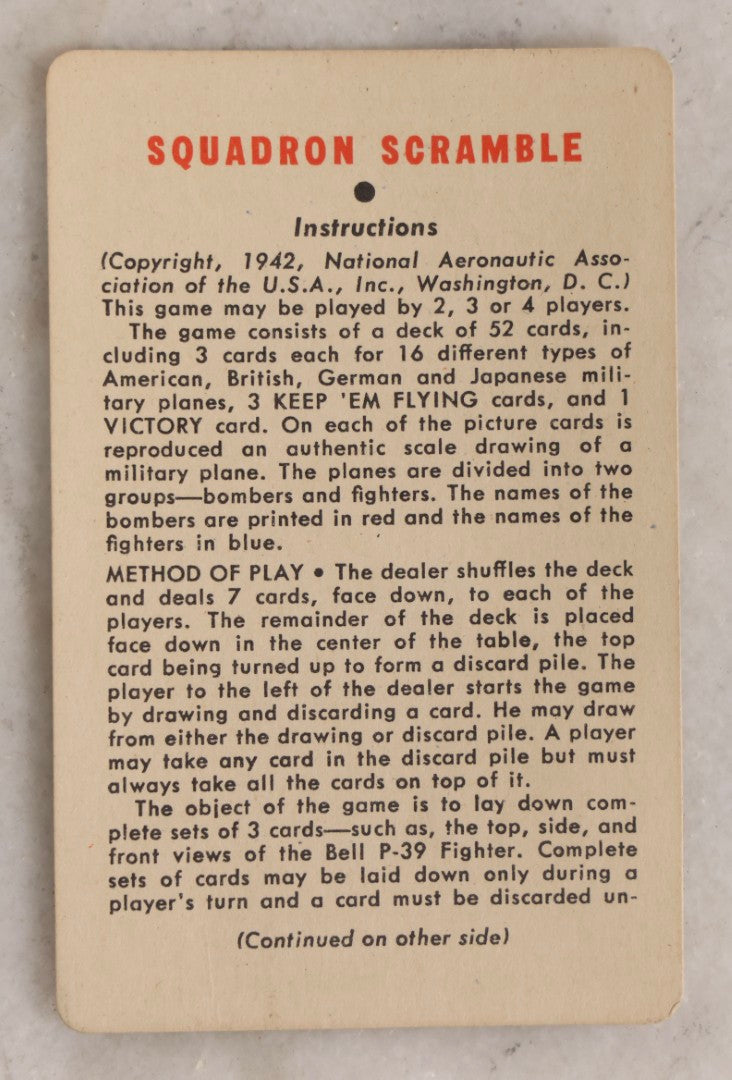 SQUADRON SCRAMBLE
Instructions
(Copyright, 1942, National Aeronautic Asso-
ciation of the U.S.A., Inc., Washington, D. C.)
This game may be played by 2, 3 or 4 players.
The game consists of a deck of 52 cards, in-
cluding 3 cards each for 16 different types of
American, British, German and Japanese mili-
tary planes, 3 KEEP 'EM FLYING cards, and 1
VICTORY card. On each of the picture cards is
reproduced an authentic scale drawing of a
military plane. The planes are divided into two
groups—bombers and fighters. The names of the
bombers are printed in red and the names of the
fighters in blue.
METHOD OF PLAY • The dealer shuffles the deck
and deals 7 cards, face down, to each of the
players. The remainder of the deck is placed
face down in the center of the table, the top
card being turned up to form a discard pile. The
player to the left of the dealer starts the game
by drawing and discarding a card. He may draw
from either the drawing or discard pile. A player
may take any card in the discard pile but must
always take all the cards on top of it.
The object of the game is to lay down com-
plete sets of 3 cards—such as, the top, side, and
front views of the Bell P-39 Fighter. Complete
sets of cards may be laid down only during a
player's turn and a card must be discarded un-
(Continued on other side)